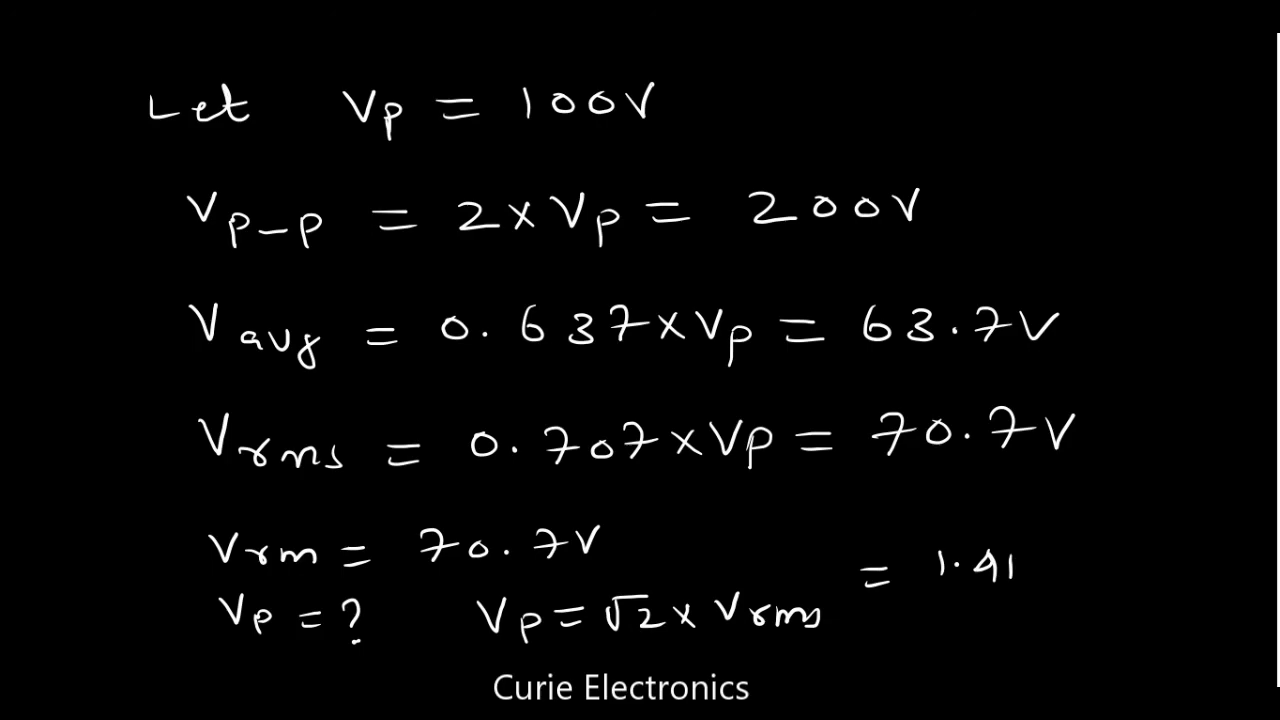 Let Vp = 100V
Vp-p = 2×Vp = 200V
Vavg = 0.637×Vp = 63.7V
Vrms = 0.707×Vp = 70.7V
Vrm = 70.7V
Vp = ? Vp = √2× Vrms = 1.41
Curie Electronics